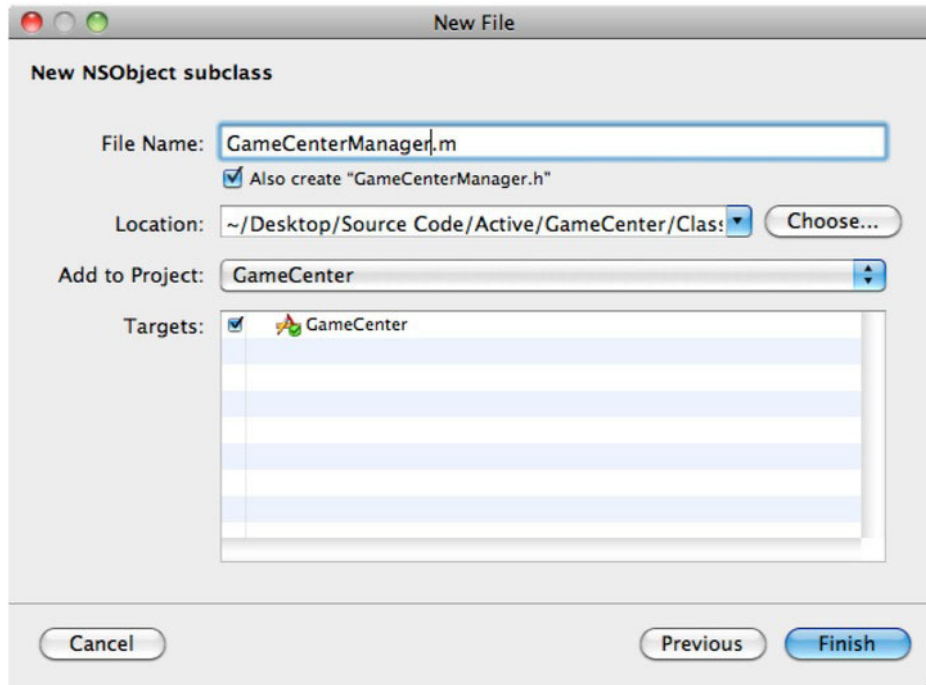 New File
New NSObject subclass
File Name: GameCenterManager.m
Also create “GameCenterManager.h”
Location: ~/Desktop/Source Code/Active/GameCenter/Clas Choose...
Add to Project: GameCenter
Targets: GameCenter
Cancel Previous Finish